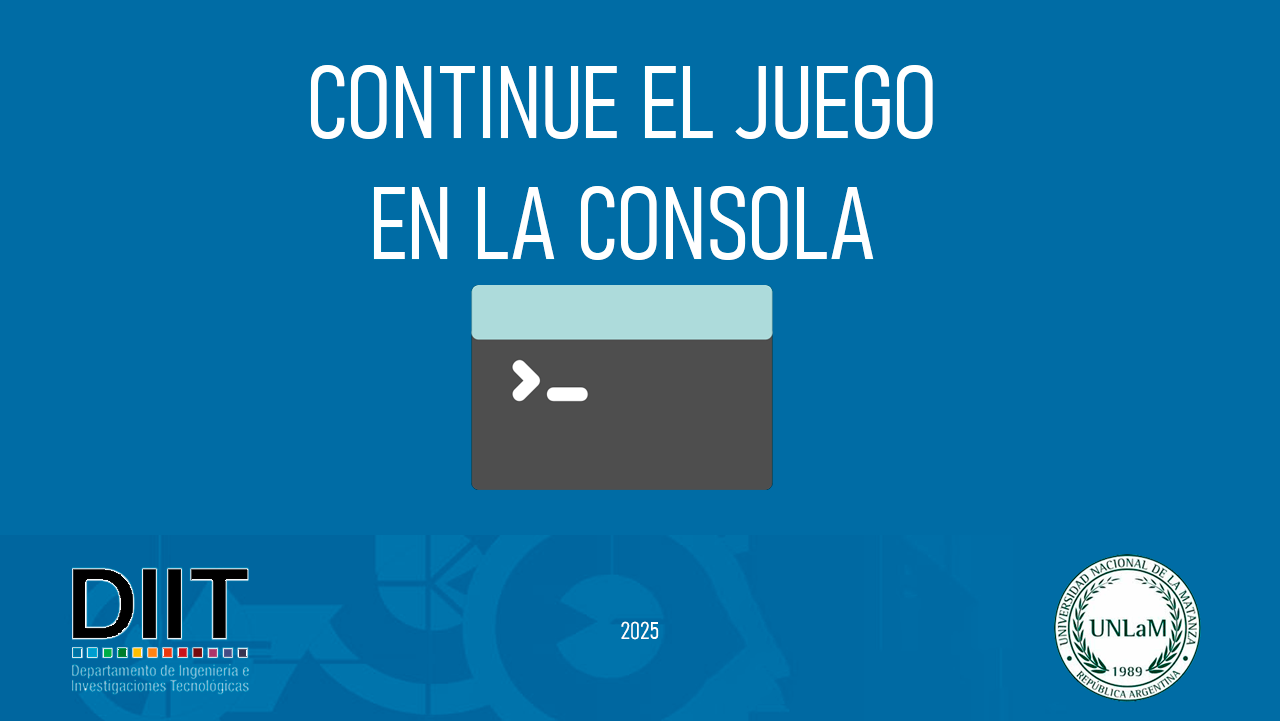 CONTINUE EL JUEGO
EN LA CONSOLA
>_
DIIT
Departamento de Ingeniería e
Investigaciones Tecnológicas
2025
UNIVERSIDAD NACIONAL DE LA MATANZA
UNLaM
1989
REPÚBLICA ARGENTINA